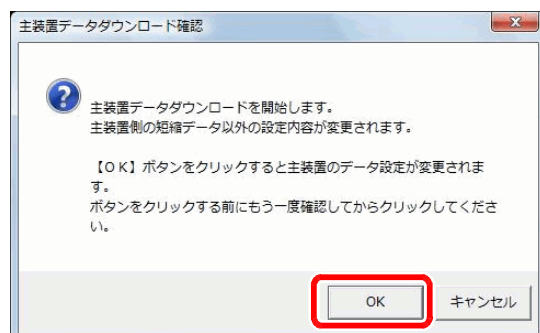 主装置データダウンロード確認
主装置データダウンロードを開始します。
主装置側の短縮データ以外の設定内容が変更されます。
【OK】ボタンをクリックすると主装置のデータ設定が変更されま
す。
ボタンをクリックする前にもう一度確認してからクリックしてくださ
い。
OK
キャンセル